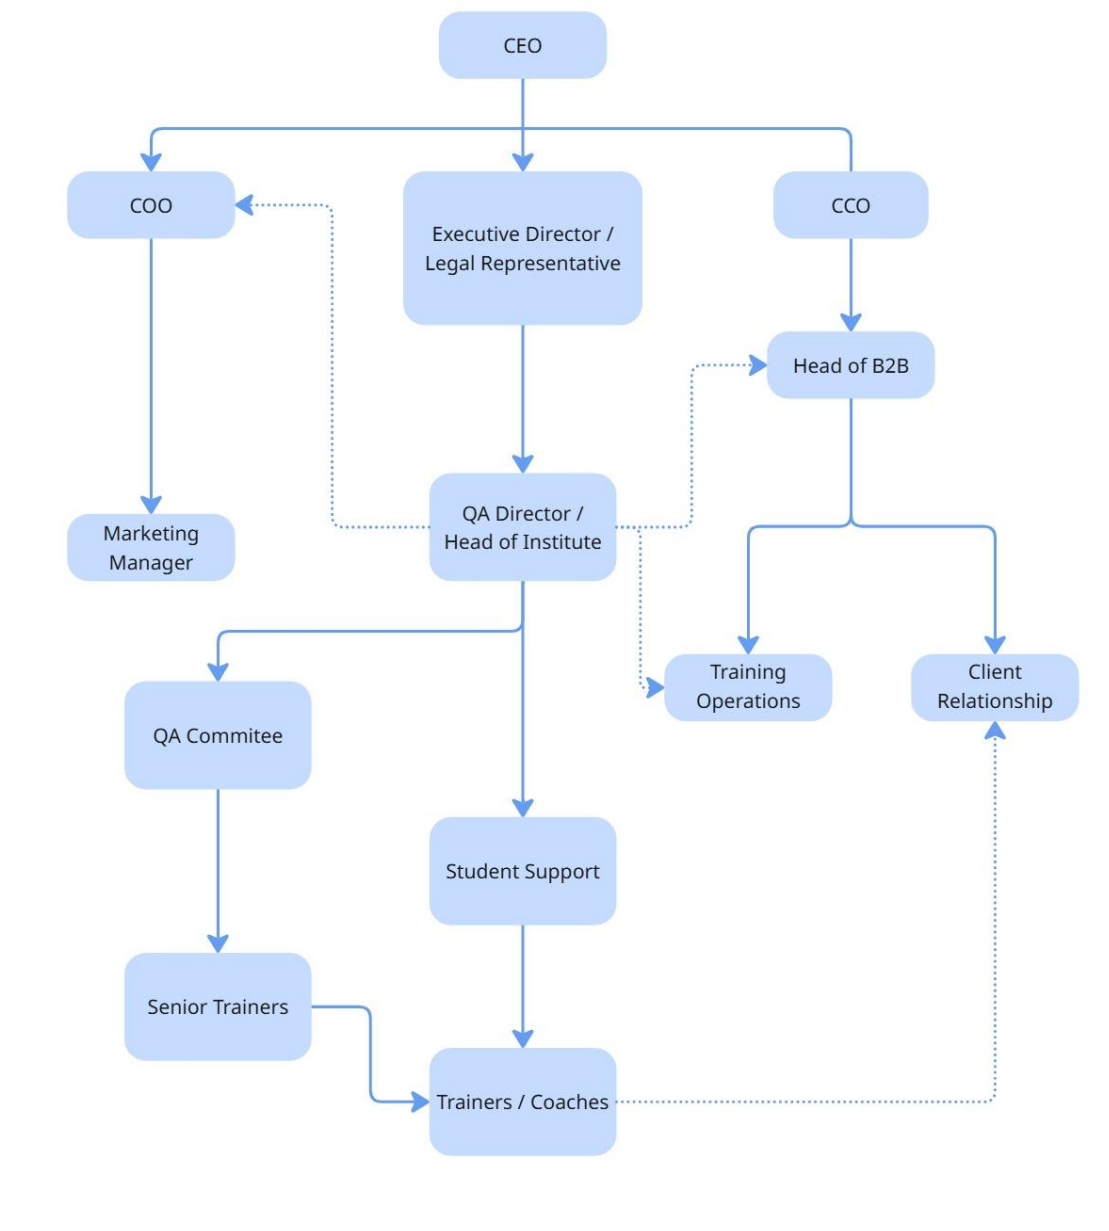 CEO
COO
Executive Director /
Legal Representative
CCO
Head of B2B
QA Director /
Head of Institute
Marketing
Manager
Training
Operations
Client
Relationship
QA Commitee
Student Support
Senior Trainers
Trainers / Coaches